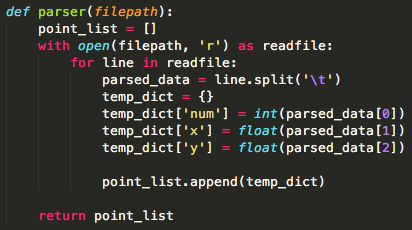 def parser(filepath):
    point_list = []
    with open(filepath, 'r') as readfile:
        for line in readfile:
            parsed_data = line.split('\t')
            temp_dict = {}
            temp_dict['num'] = int(parsed_data[0])
            temp_dict['x'] = float(parsed_data[1])
            temp_dict['y'] = float(parsed_data[2])

            point_list.append(temp_dict)

    return point_list